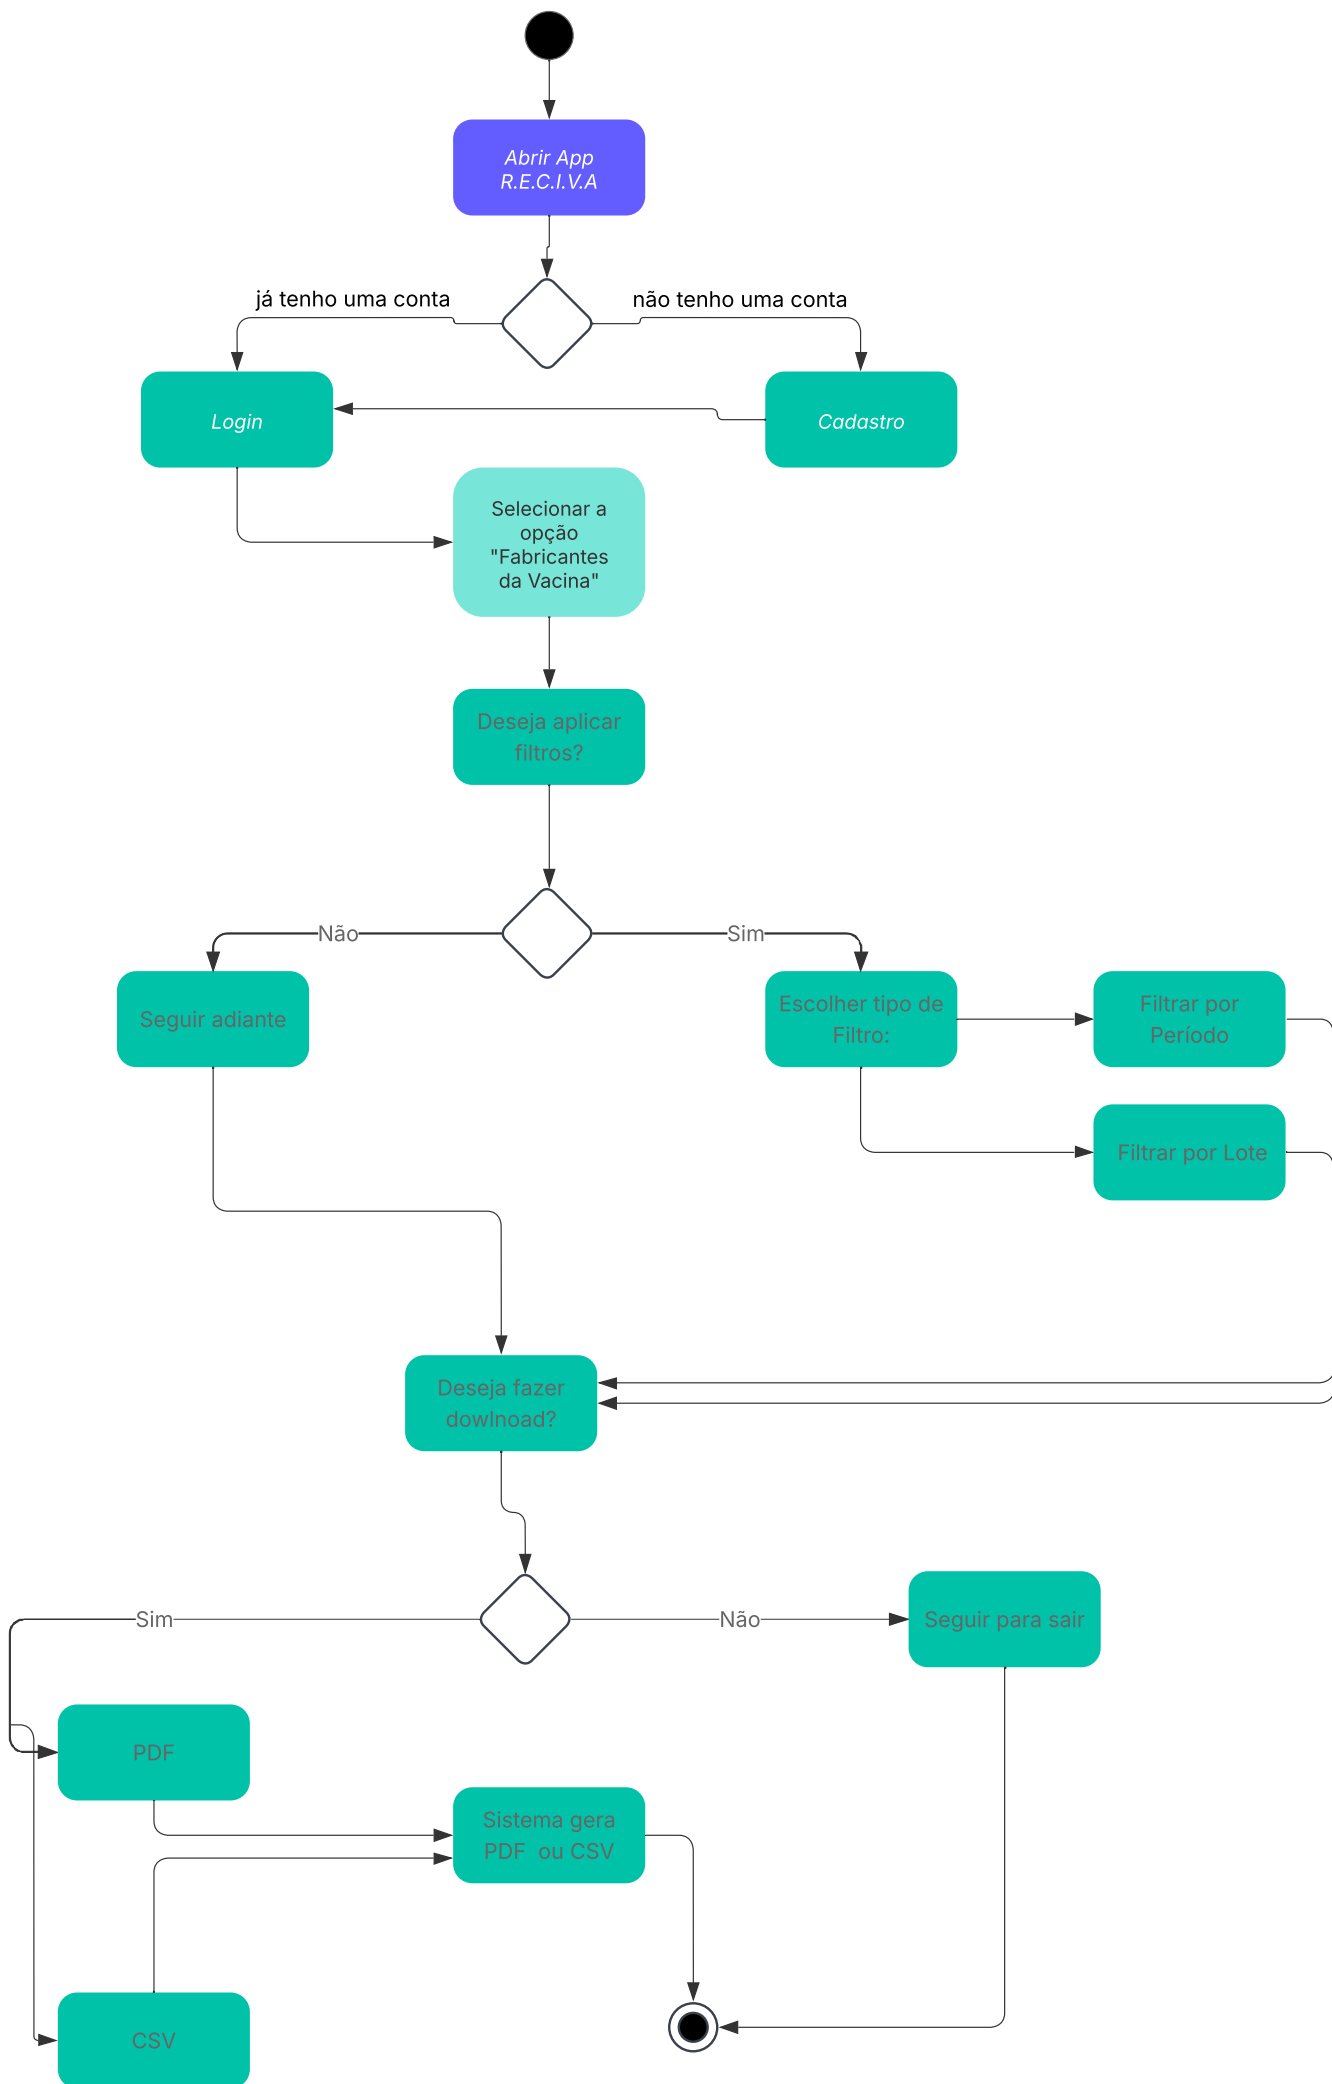 Abrir App
R.E.C.I.V.A
já tenho uma conta
não tenho uma conta
Login
Cadastro
Selecionar a
opção
"Fabricantes
da Vacina"
Deseja aplicar
filtros?
Não
Sim
Seguir adiante
Escolher tipo de
Filtro:
Filtrar por
Período
Filtrar por Lote
Deseja fazer
dowlnoad?
Sim
Não
Seguir para sair
PDF
Sistema gera
PDF ou CSV
CSV